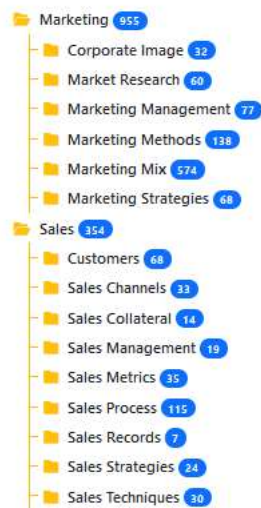 Marketing 955
Corporate Image 32
Market Research 60
Marketing Management 77
Marketing Methods 138
Marketing Mix 574
Marketing Strategies 68
Sales 354
Customers 68
Sales Channels 33
Sales Collateral 14
Sales Management 19
Sales Metrics 35
Sales Process 115
Sales Records 7
Sales Strategies 24
Sales Techniques 30